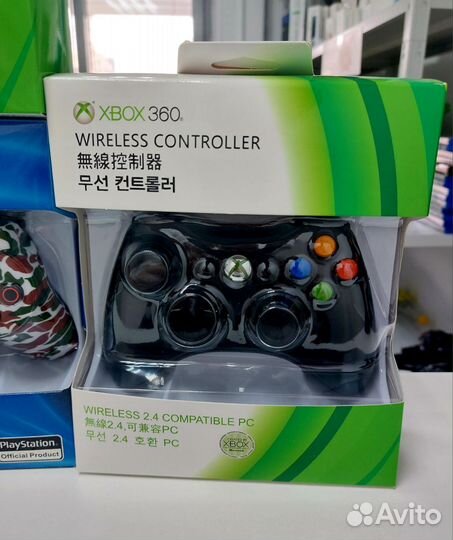 XBOX 360
WIRELESS CONTROLLER
無線控制器
무선 컨트롤러
WIRELESS 2.4 COMPATIBLE PC
無線2.4,可兼容PC
무선 2.4 호환 PC
XBOX
PlayStation
Official Product
Avito